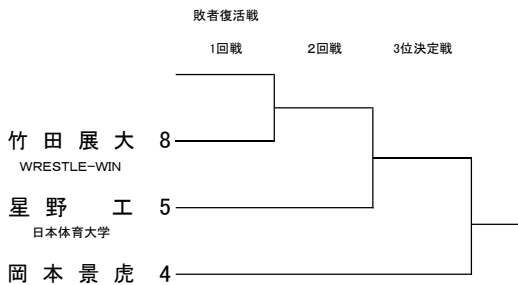 敗者復活戦
1回戦 2回戦 3位決定戦
竹田展大 8
WRESTLE-WIN
星野 工 5
日本体育大学
岡本景虎 4